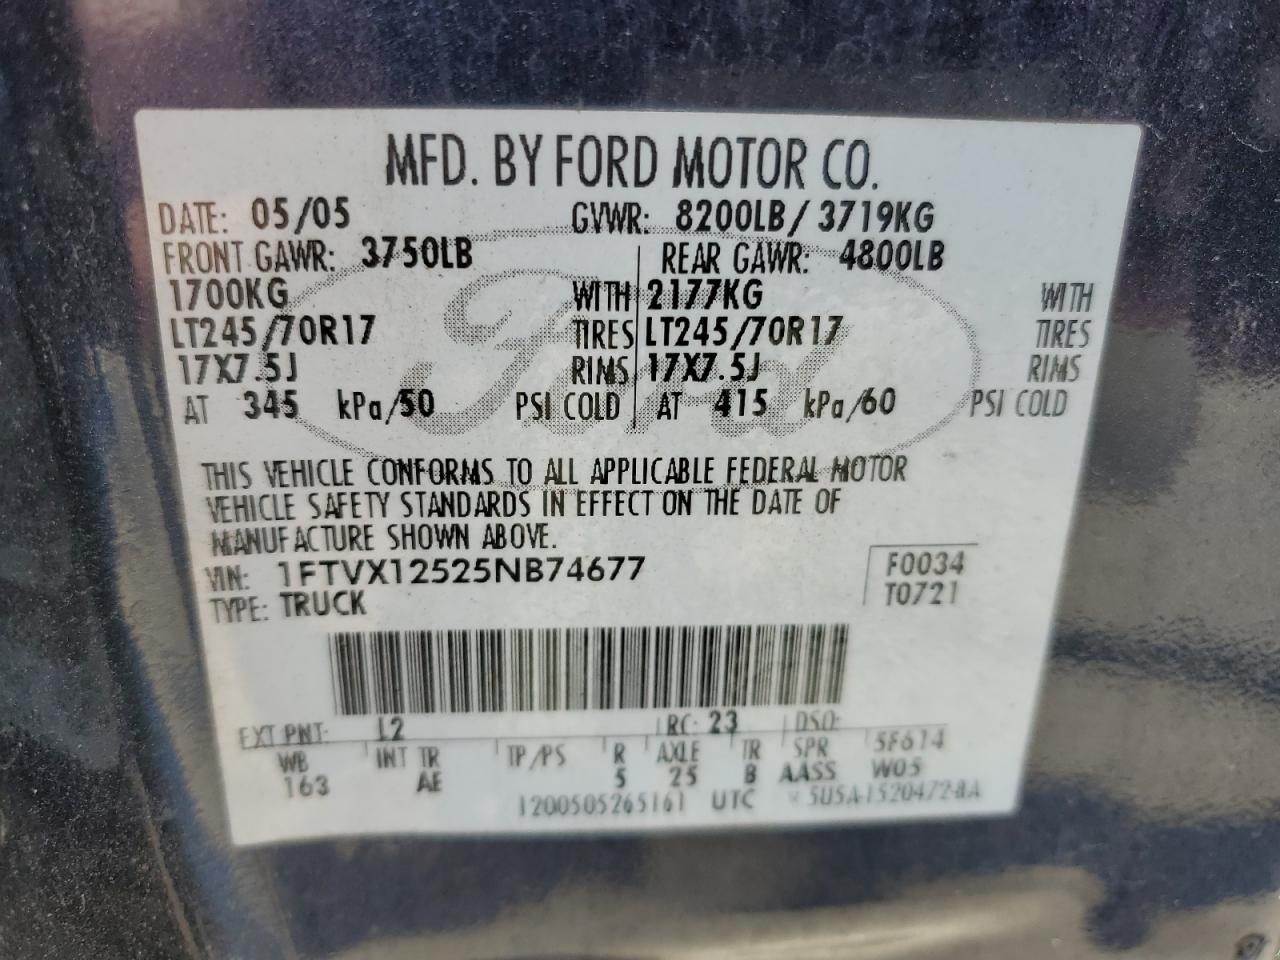 MFD. BY FORD MOTOR CO.
DATE: 05/05 GVWR: 8200LB/ 3719KG
FRONT GAWR: 3750LB REAR GAWR: 4800LB
1700KG WITH 2177KG WITH
LT245/70R17 TIRES LT245/70R17 TIRES
17X7.5J RIMS 17X7.5J RIMS
AT 345 kPa/50 PSI COLD AT 415 kPa/60 PSI COLD
Ford
THIS VEHICLE CONFORMS TO ALL APPLICABLE FEDERAL MOTOR
VEHICLE SAFETY STANDARDS IN EFFECT ON THE DATE OF
MANUFACTURE SHOWN ABOVE.
VIN: 1FTVX12525NB74677 F0034
TYPE: TRUCK T0721
EXT PNT: L2 RC: 23 DSO:
WB INT TR TP/PS R AXLE TR SPR 5F614
163 AE 5 25 B AASS W05
1200505265161 UTC 5U5A-1520472-BA